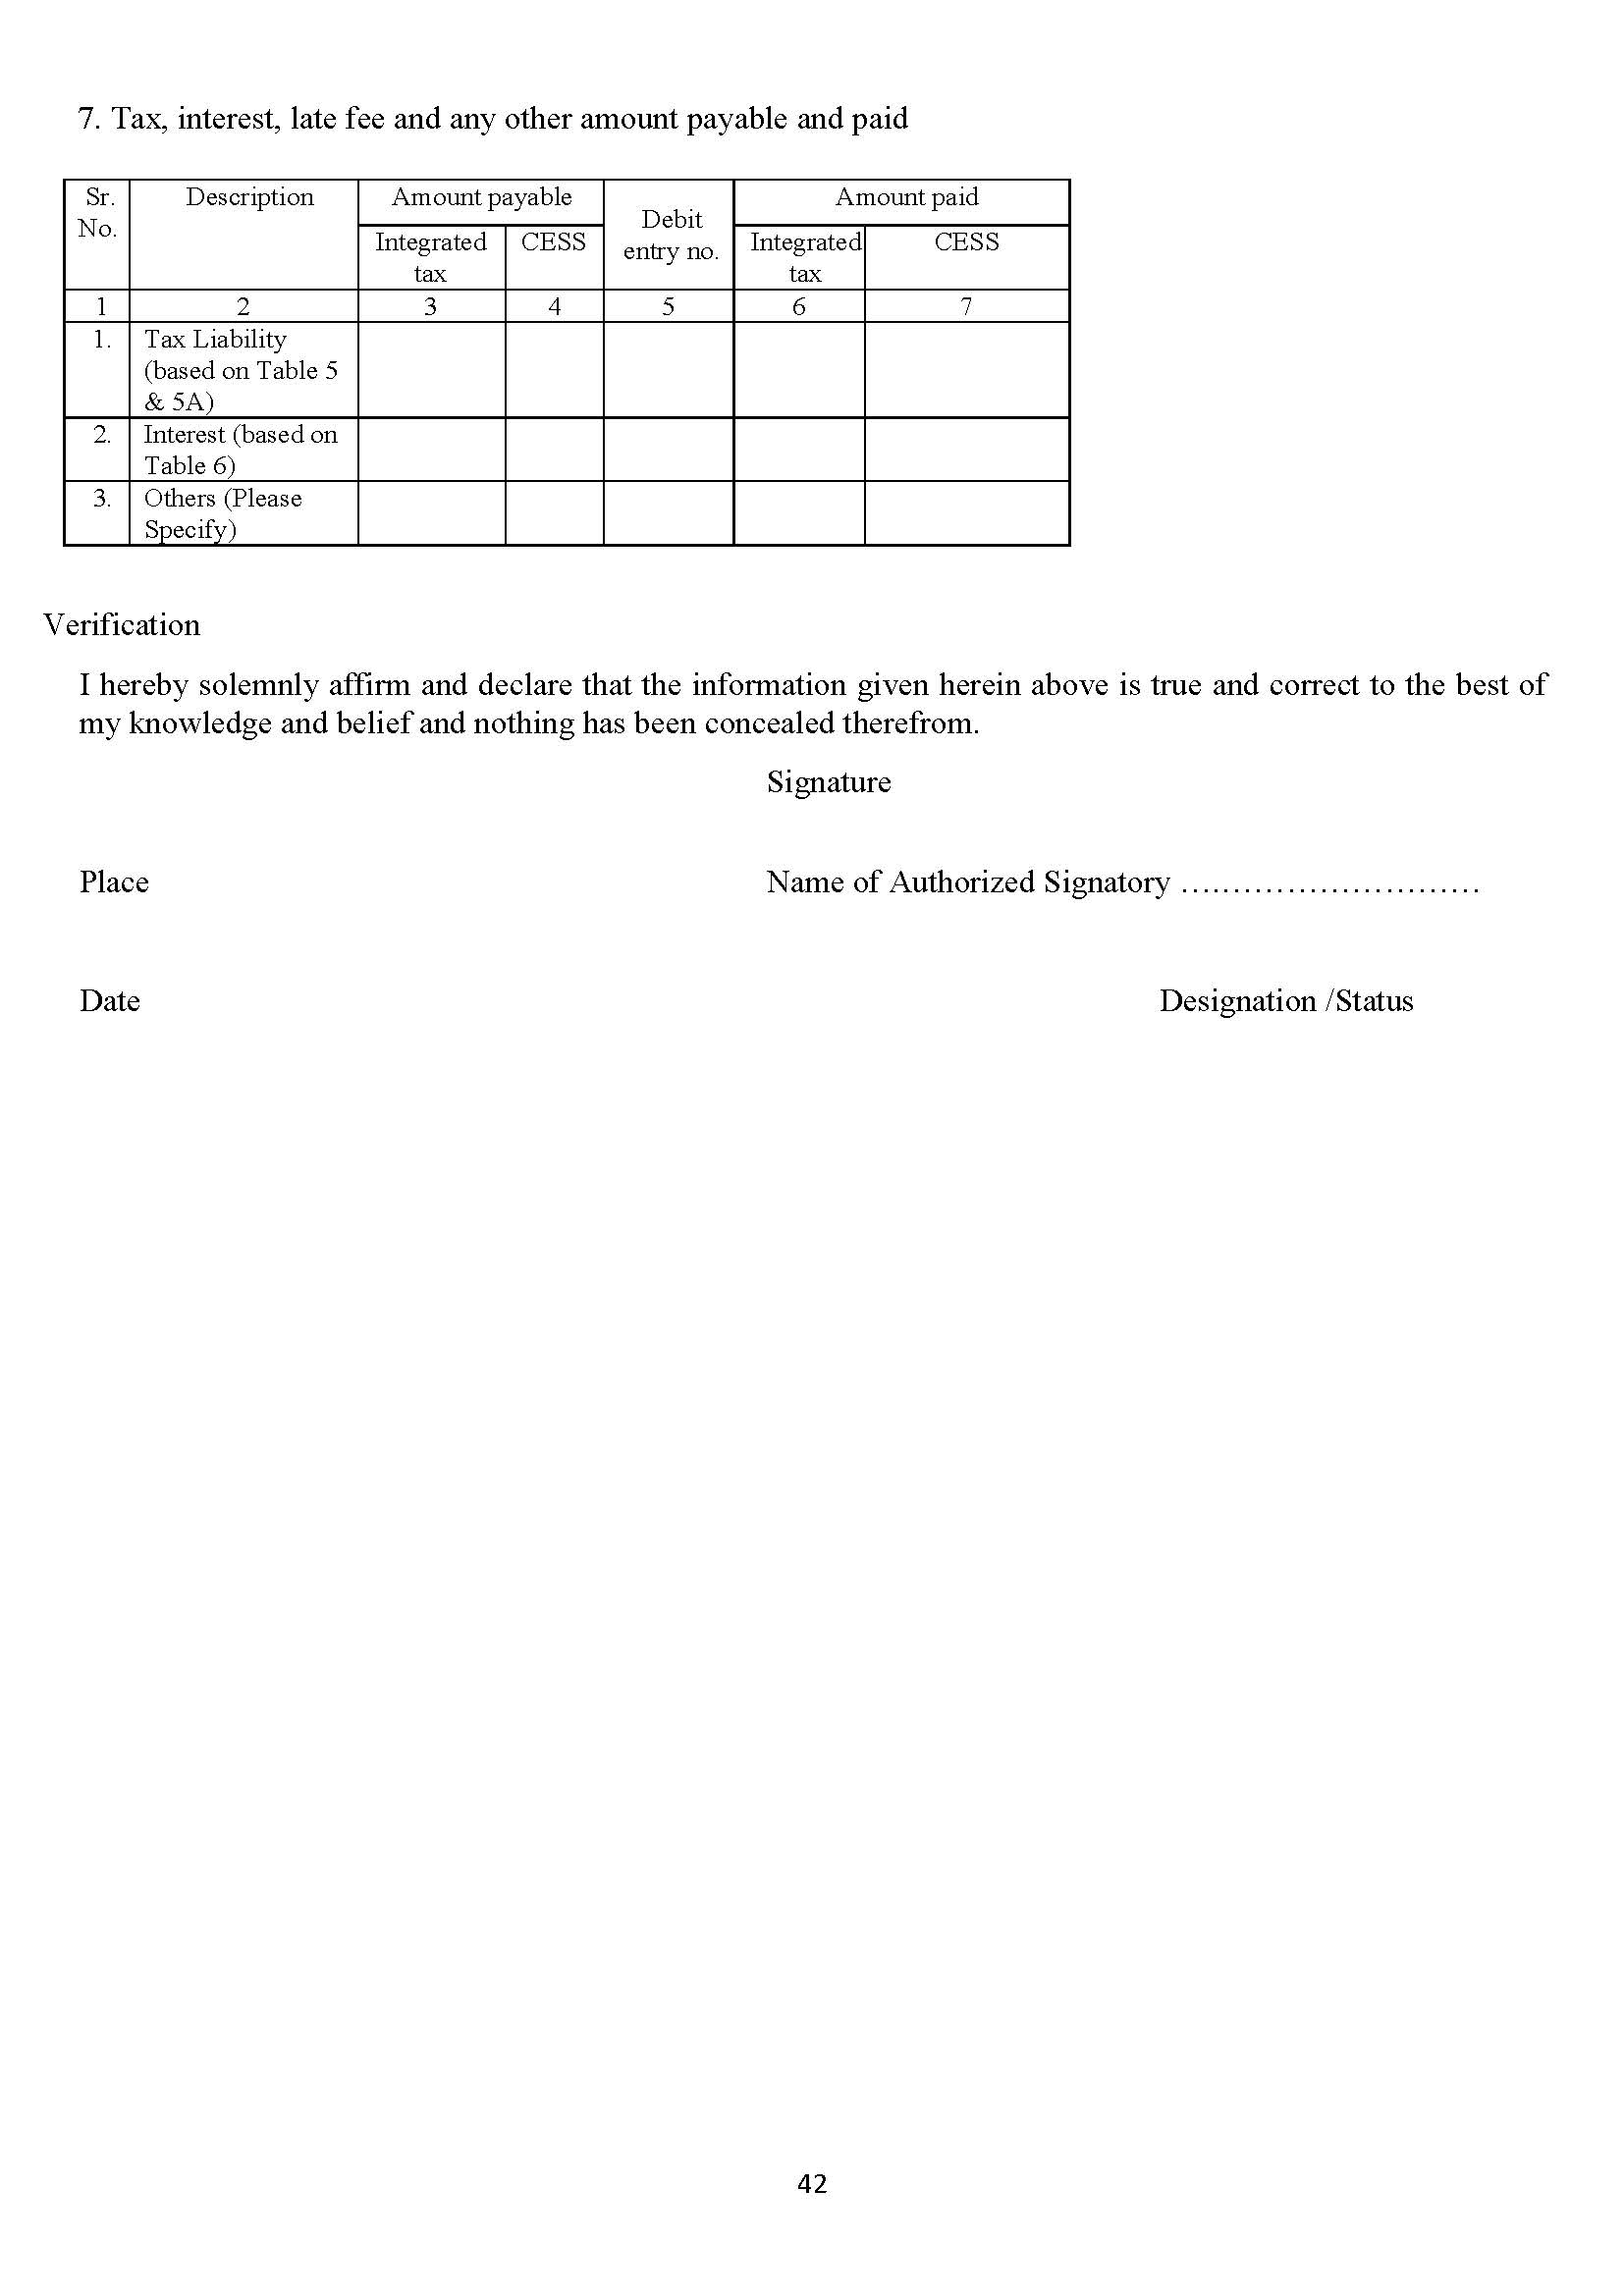 7. Tax, interest, late fee and any other amount payable and paid
Sr. No. Description Amount payable Debit entry no. Amount paid
Integrated tax CESS Integrated tax CESS
1 2 3 4 5 6 7
1. Tax Liability
(based on Table 5
& 5A)
2. Interest (based on
Table 6)
3. Others (Please
Specify)
Verification
I hereby solemnly affirm and declare that the information given herein above is true and correct to the best of
my knowledge and belief and nothing has been concealed therefrom.
Signature
Place Name of Authorized Signatory ………………………
Date Designation /Status
42